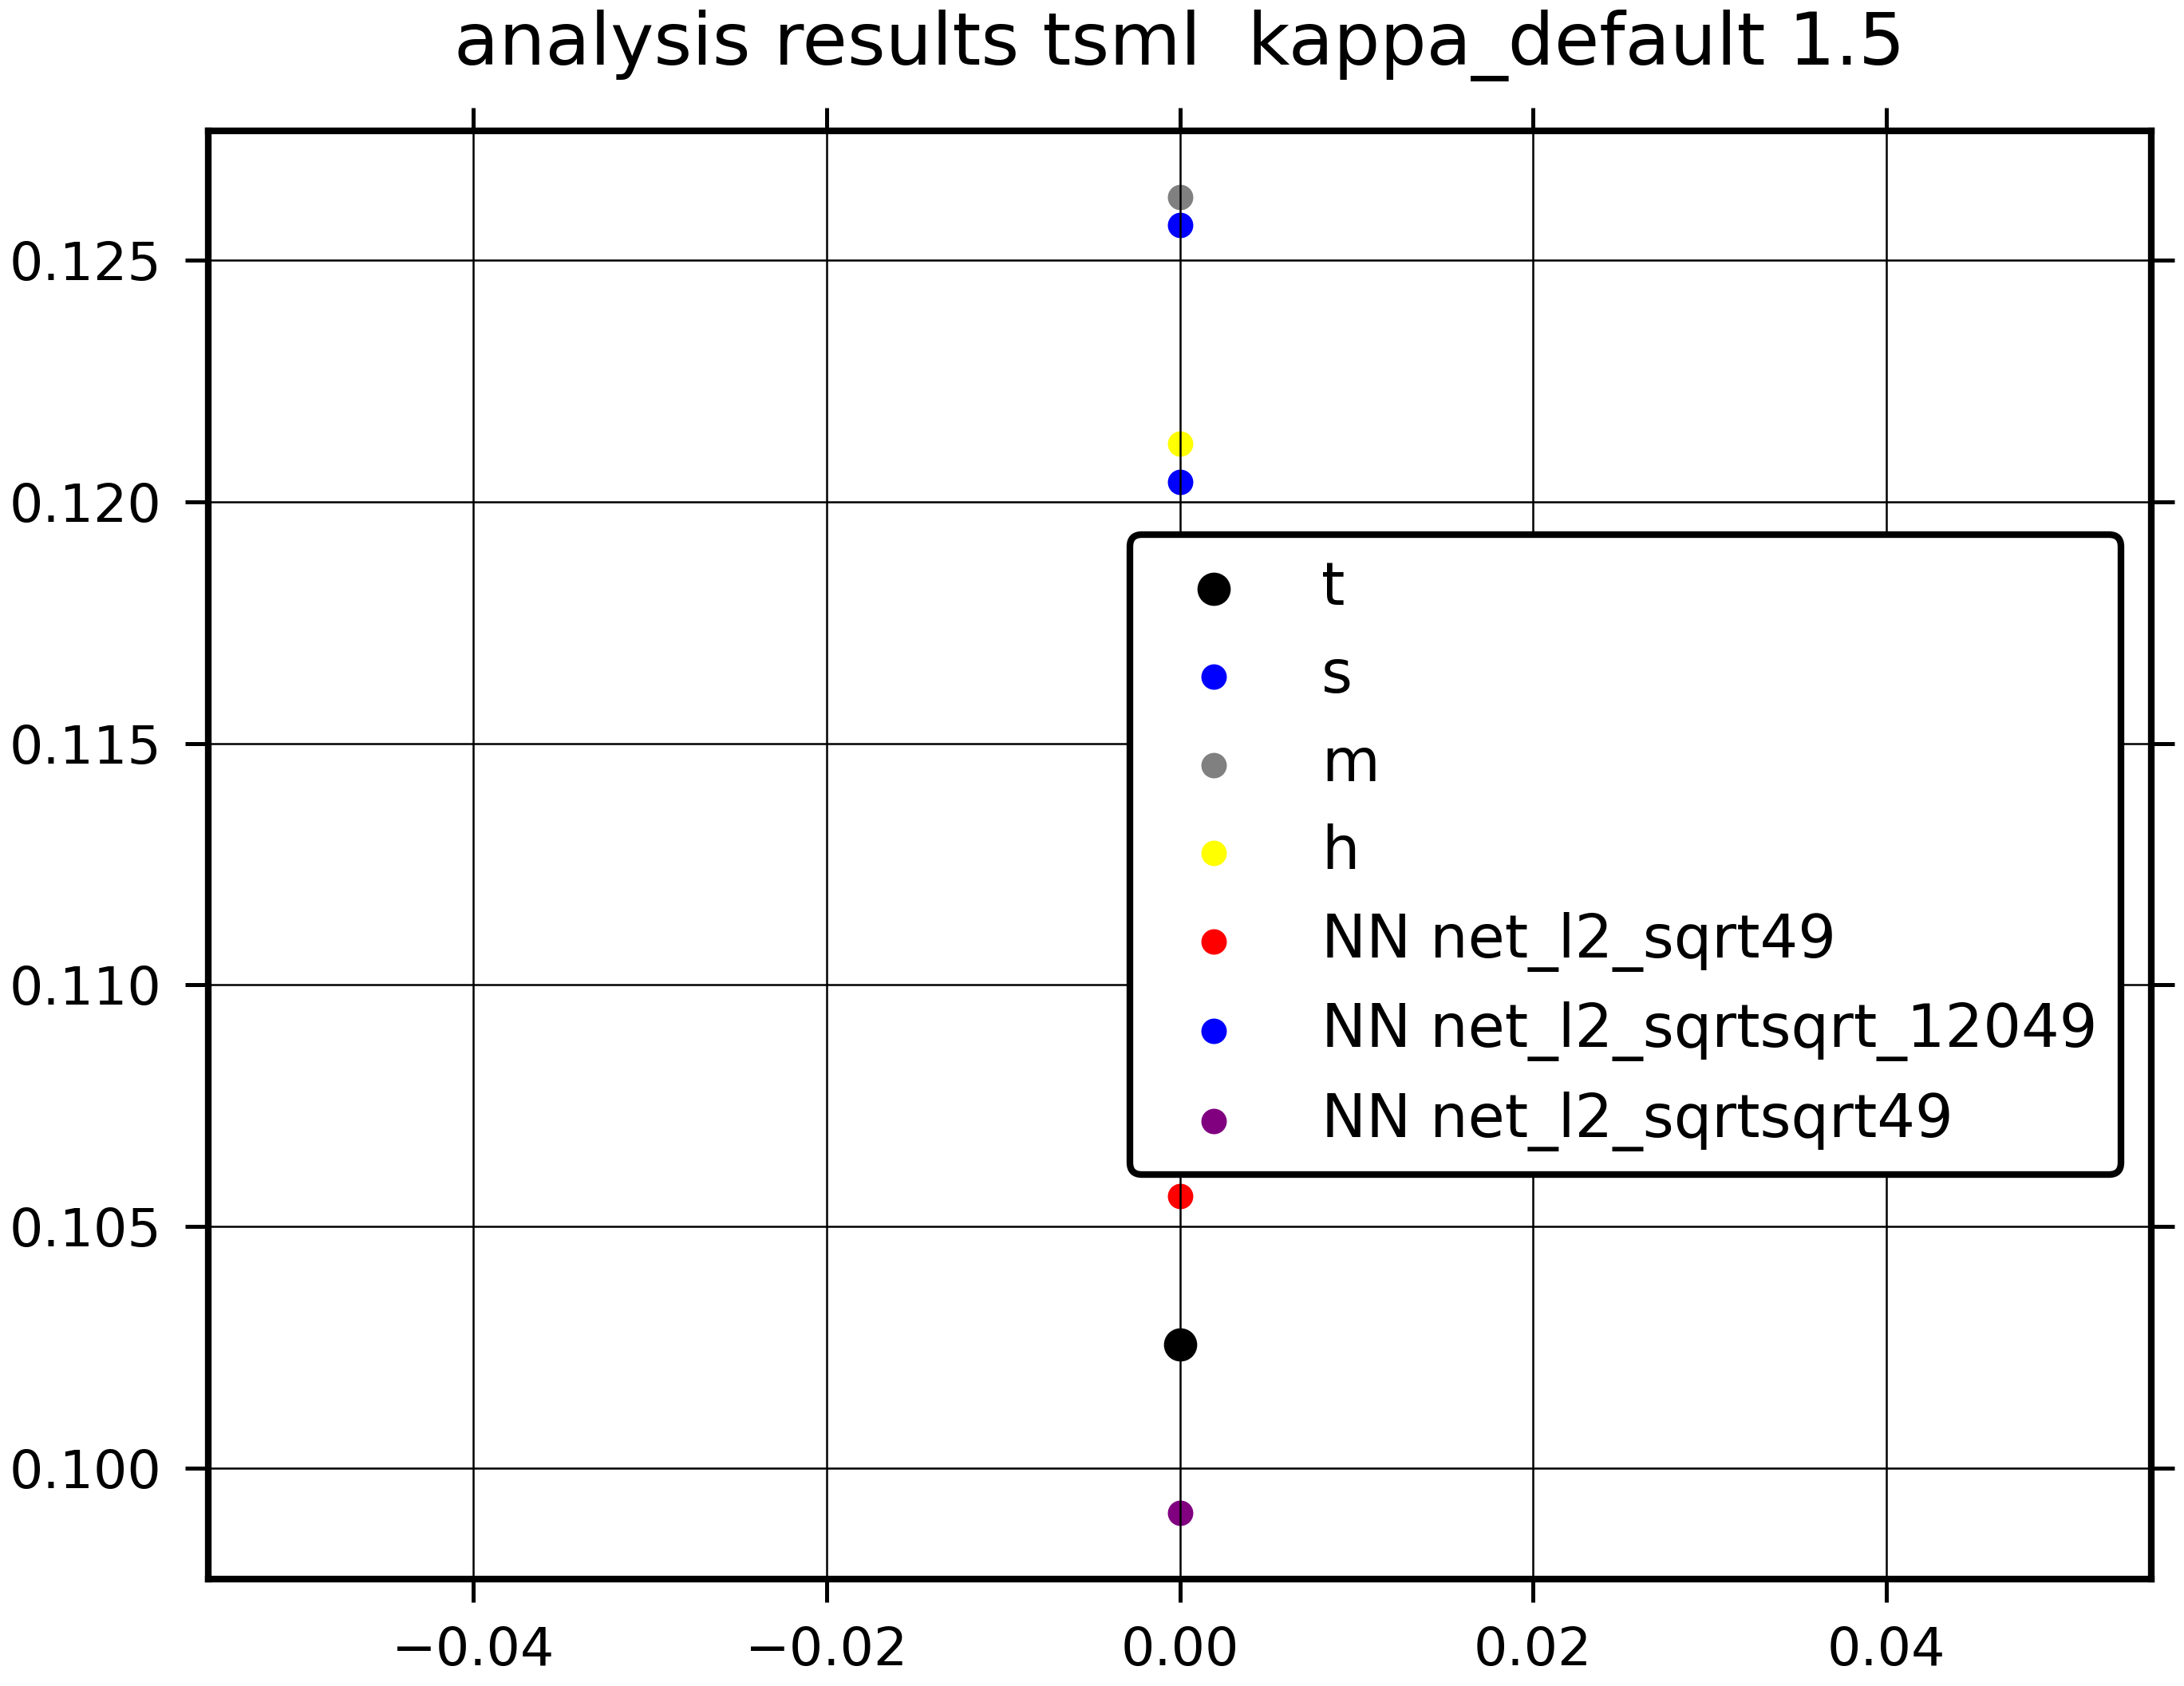 analysis results tsml  kappa_default 1.5
0.125
0.120
0.115
0.110
0.105
0.100
t
s
m
h
NN net_l2_sqrt49
NN net_l2_sqrtsqrt_12049
NN net_l2_sqrtsqrt49
−0.04
−0.02
0.00
0.02
0.04